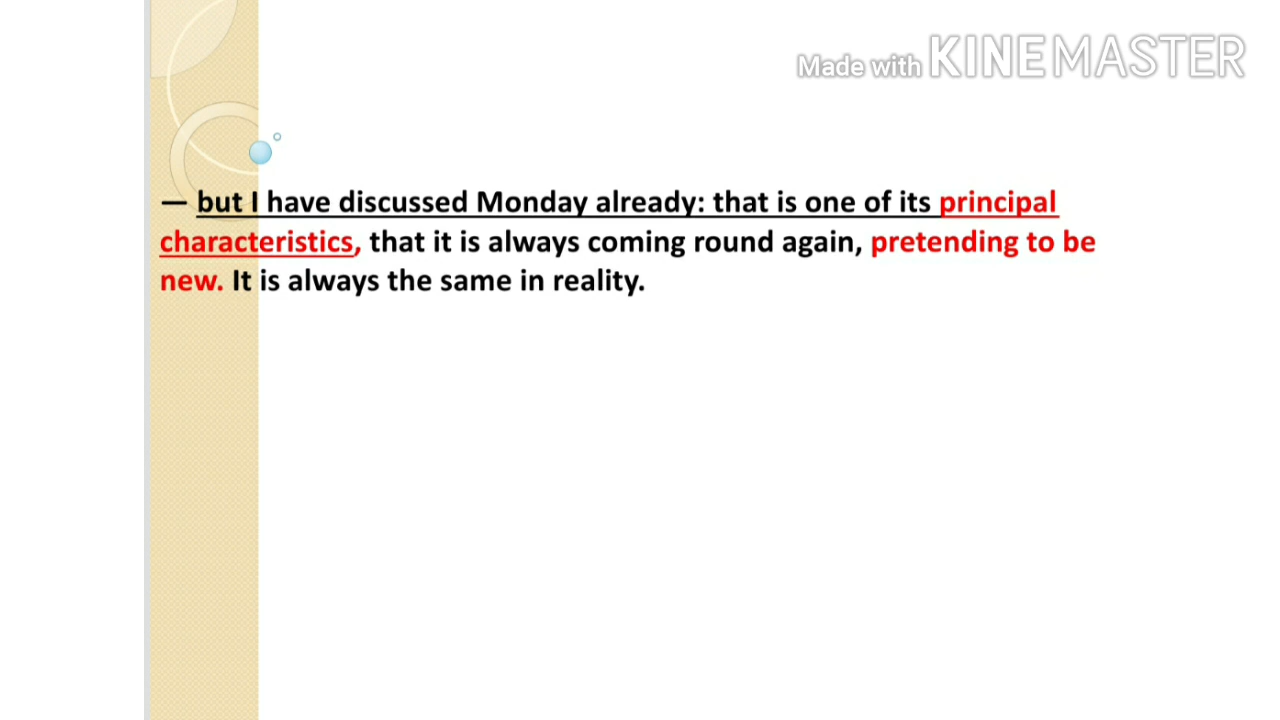 Made with KINEMASTER
— but I have discussed Monday already: that is one of its principal
characteristics, that it is always coming round again, pretending to be
new. It is always the same in reality.